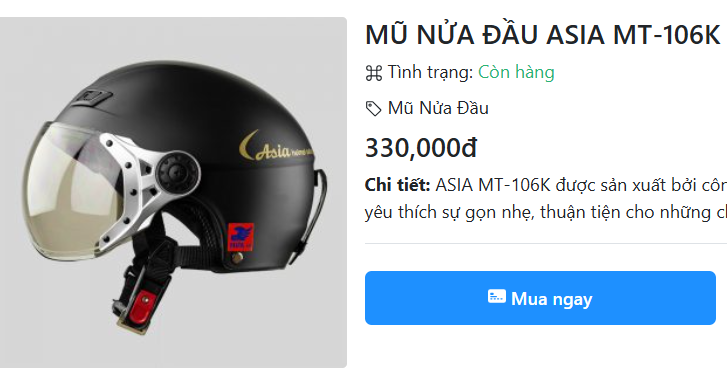 MŨ NỬA ĐẦU ASIA MT-106K
Tình trạng: Còn hàng
Mũ Nửa Đầu
330,000đ
Chi tiết: ASIA MT-106K được sản xuất bởi
yêu thích sự gọn nhẹ, thuận tiện cho những
Mua ngay
Asia